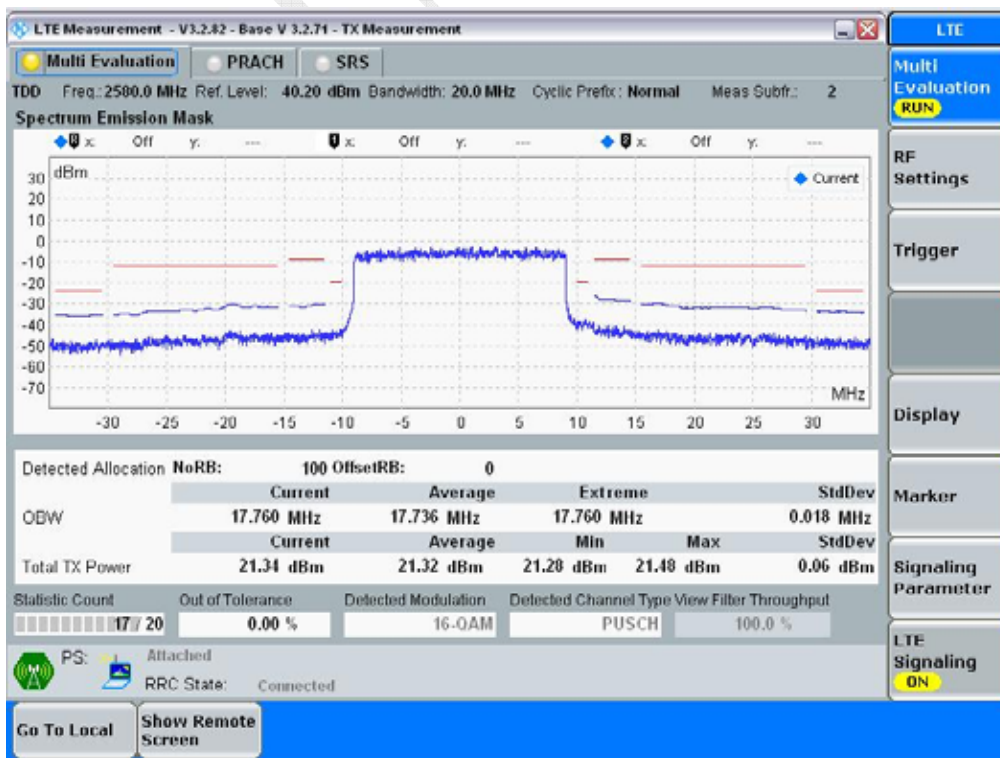 LTE Measurement - V3.2.82 - Base V 3.2.71 - TX Measurement
LTE
Multi Evaluation PRACH SRS
Multi Evaluation RUN
TDD Freq.: 2580.0 MHz Ref. Level: 40.20 dBm Bandwidth: 20.0 MHz Cyclic Prefix: Normal Meas Subfr.: 2
Spectrum Emission Mask
x: Off y: --- 1 x: Off y: --- 2 x: Off y: ---
dBm
Current
30
20
10
0
-10
-20
-30
-40
-50
-60
-70
MHz
-30 -25 -20 -15 -10 -5 0 5 10 15 20 25 30
RF Settings
Trigger
Display
Marker
Signaling Parameter
LTE Signaling ON
Detected Allocation NoRB: 100 OffsetRB: 0
Current Average Extreme StdDev
OBW 17.760 MHz 17.736 MHz 17.760 MHz 0.018 MHz
Current Average Min Max StdDev
Total TX Power 21.34 dBm 21.32 dBm 21.28 dBm 21.48 dBm 0.06 dBm
Statistic Count Out of Tolerance Detected Modulation Detected Channel Type View Filter Throughput
17 / 20 0.00 % 16-QAM PUSCH 100.0 %
PS: Attached
RRC State: Connected
Go To Local
Show Remote Screen